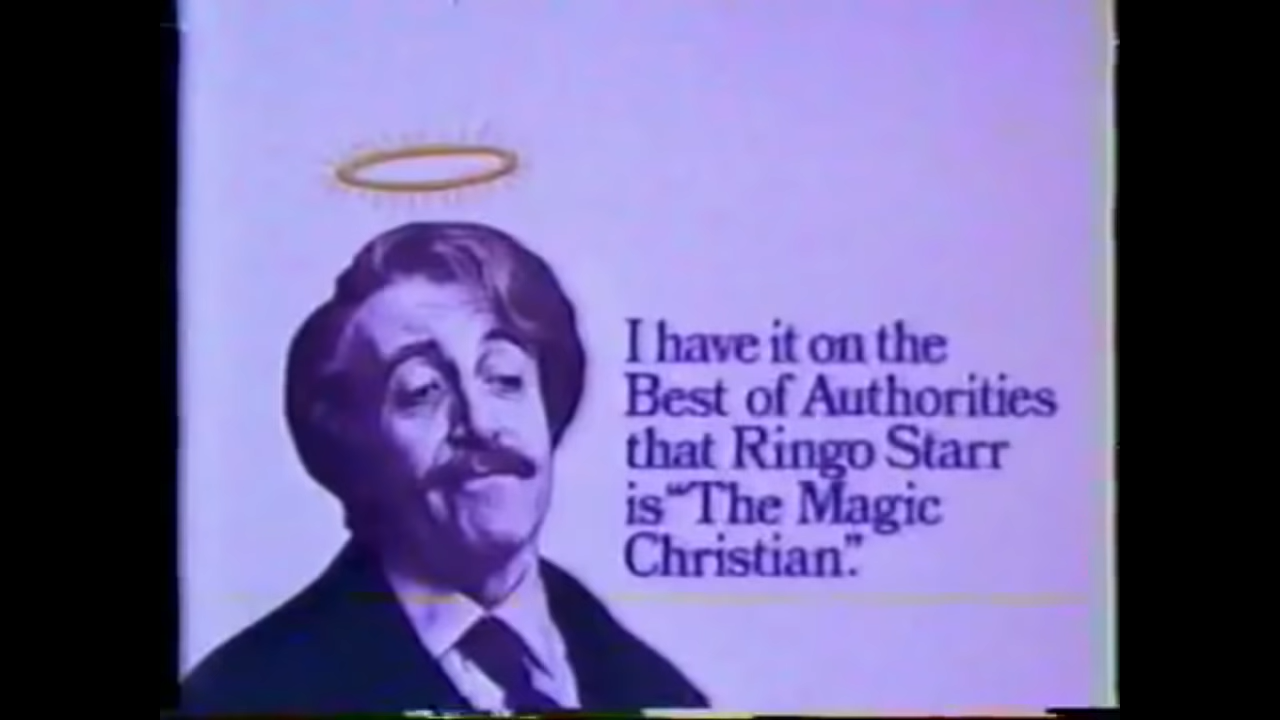 I have it on the
Best of Authorities
that Ringo Starr
is “The Magic
Christian.”